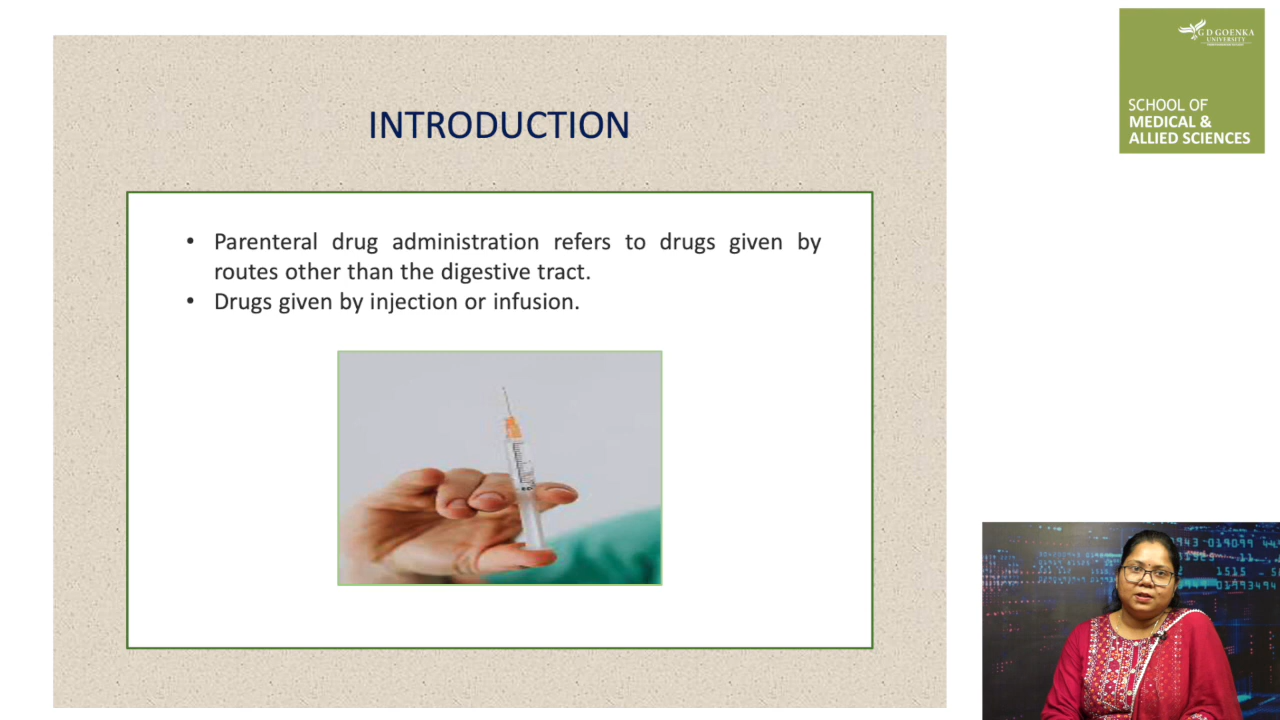 INTRODUCTION
• Parenteral drug administration refers to drugs given by
routes other than the digestive tract.
• Drugs given by injection or infusion.
G D GOENKA
UNIVERSITY
SCHOOL OF
MEDICAL &
ALLIED SCIENCES
1515